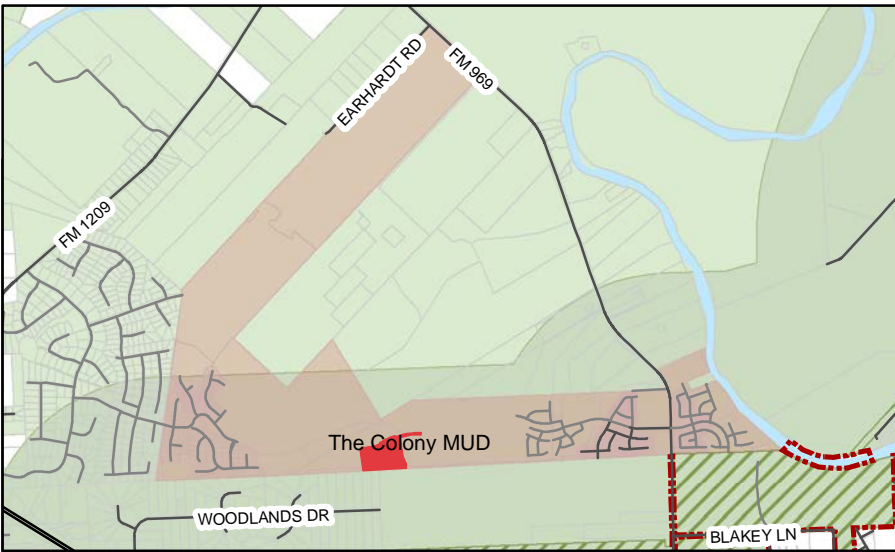 EARHARDT RD
FM 969
FM 1209
The Colony MUD
WOODLANDS DR
BLAKEY LN